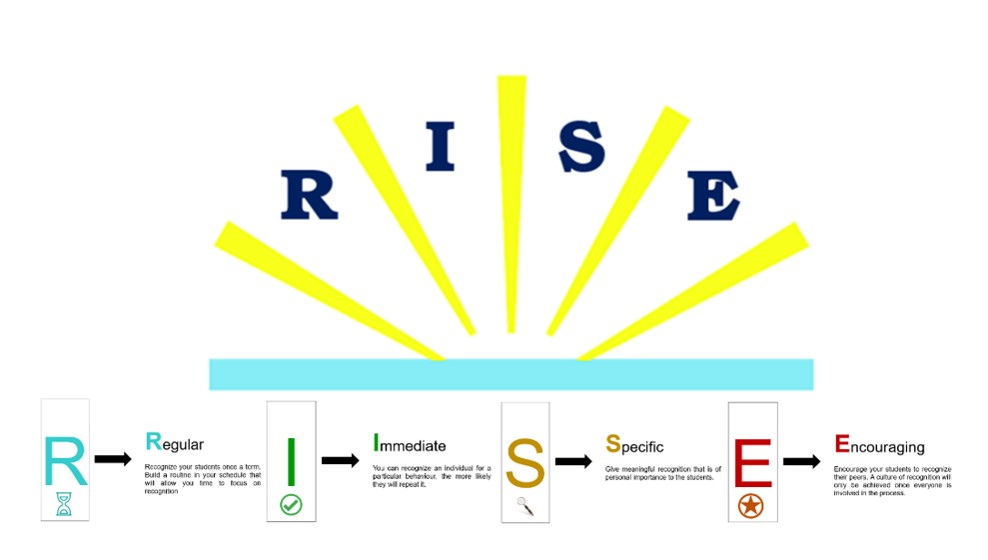 R I S E
R
Regular
Recognize your students once a term.
Build a routine in your schedule that
will allow you time to focus on
recognition
I
Immediate
You can recognize an individual for a
particular behaviour, the more likely
they will repeat it.
S
Specific
Give meaningful recognition that is of
personal importance to the students.
E
Encouraging
Encourage your students to recognize
their peers. A culture of recognition will
only be achieved once everyone is
involved in the process.